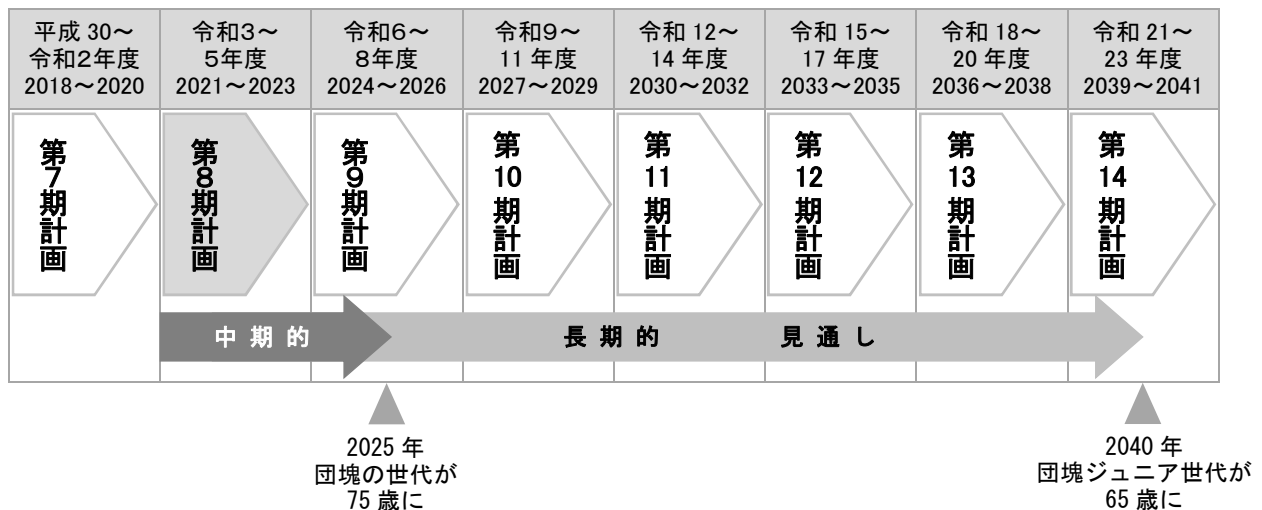 平成 30～
令和2年度
2018～2020
令和3～
5年度
2021～2023
令和6～
8年度
2024～2026
令和9～
11 年度
2027～2029
令和 12～
14 年度
2030～2032
令和 15～
17 年度
2033～2035
令和 18～
20 年度
2036～2038
令和 21～
23 年度
2039～2041
第7期計画
第8期計画
第9期計画
第10期計画
第11期計画
第12期計画
第13期計画
第14期計画
中期的 長期的 見通し
2025 年
団塊の世代が
75 歳に
2040 年
団塊ジュニア世代が
65 歳に